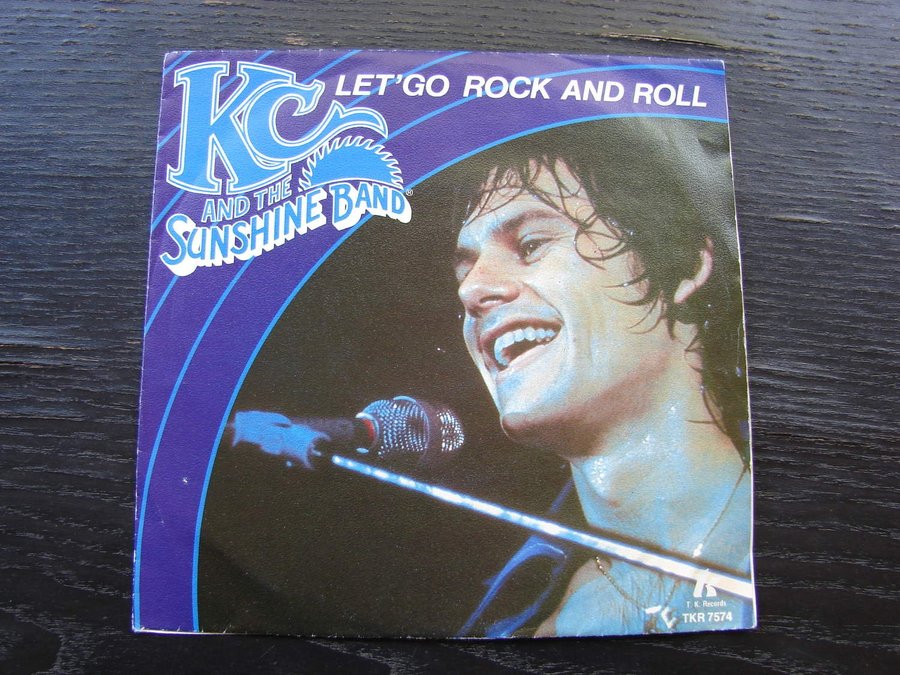 KC
AND THE
SUNSHINE BAND®
LET'GO ROCK AND ROLL
T. K. Records
TKR 7574